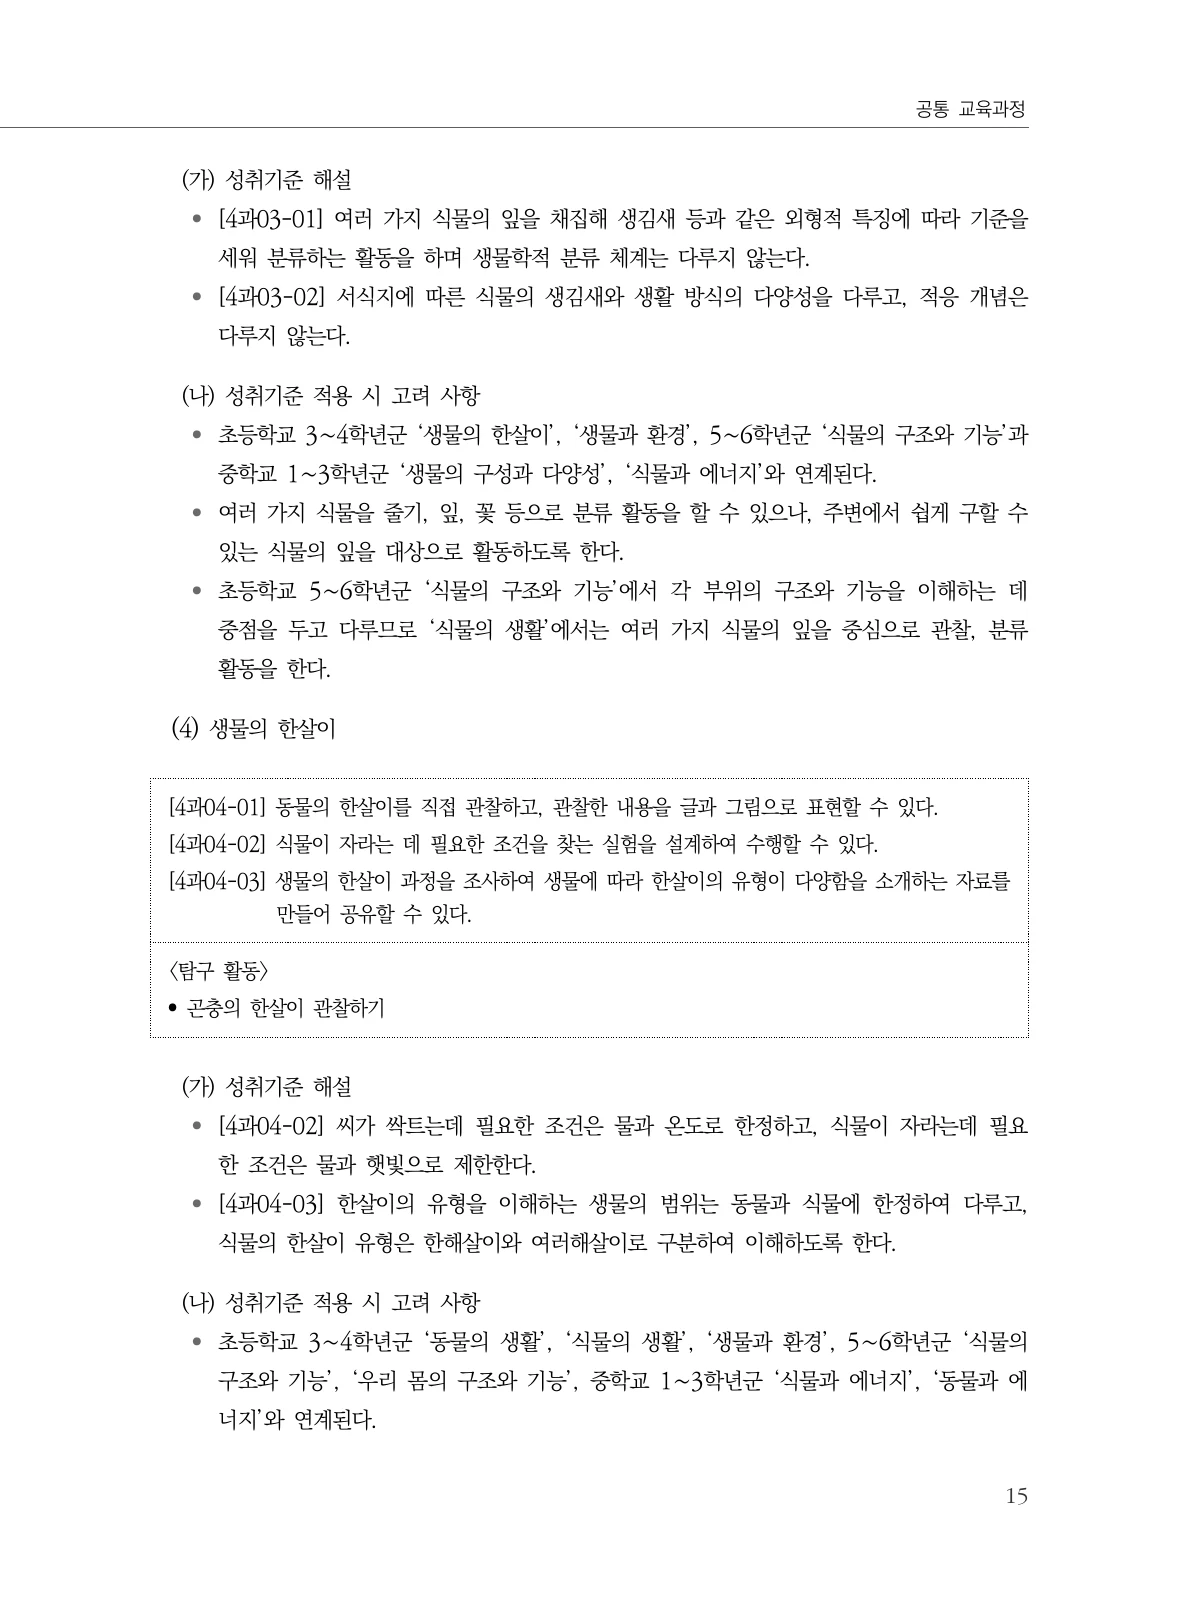 공통 교육과정
(가) 성취기준 해설
• [4과03-01] 여러 가지 식물의 잎을 채집해 생김새 등과 같은 외형적 특징에 따라 기준을
세워 분류하는 활동을 하며 생물학적 분류 체계는 다루지 않는다.
• [4과03-02] 서식지에 따른 식물의 생김새와 생활 방식의 다양성을 다루고, 적응 개념은
다루지 않는다.
(나) 성취기준 적용 시 고려 사항
• 초등학교 3~4학년군 ‘생물의 한살이’, ‘생물과 환경’, 5~6학년군 ‘식물의 구조와 기능’과
중학교 1~3학년군 ‘생물의 구성과 다양성’, ‘식물과 에너지’와 연계된다.
• 여러 가지 식물을 줄기, 잎, 꽃 등으로 분류 활동을 할 수 있으나, 주변에서 쉽게 구할 수
있는 식물의 잎을 대상으로 활동하도록 한다.
• 초등학교 5~6학년군 ‘식물의 구조와 기능’에서 각 부위의 구조와 기능을 이해하는 데
중점을 두고 다루므로 ‘식물의 생활’에서는 여러 가지 식물의 잎을 중심으로 관찰, 분류
활동을 한다.
(4) 생물의 한살이
[4과04-01] 동물의 한살이를 직접 관찰하고, 관찰한 내용을 글과 그림으로 표현할 수 있다.
[4과04-02] 식물이 자라는 데 필요한 조건을 찾는 실험을 설계하여 수행할 수 있다.
[4과04-03] 생물의 한살이 과정을 조사하여 생물에 따라 한살이의 유형이 다양함을 소개하는 자료를
만들어 공유할 수 있다.
〈탐구 활동〉
• 곤충의 한살이 관찰하기
(가) 성취기준 해설
• [4과04-02] 씨가 싹트는데 필요한 조건은 물과 온도로 한정하고, 식물이 자라는데 필요
한 조건은 물과 햇빛으로 제한한다.
• [4과04-03] 한살이의 유형을 이해하는 생물의 범위는 동물과 식물에 한정하여 다루고,
식물의 한살이 유형은 한해살이와 여러해살이로 구분하여 이해하도록 한다.
(나) 성취기준 적용 시 고려 사항
• 초등학교 3~4학년군 ‘동물의 생활’, ‘식물의 생활’, ‘생물과 환경’, 5~6학년군 ‘식물의
구조와 기능’, ‘우리 몸의 구조와 기능’, 중학교 1~3학년군 ‘식물과 에너지’, ‘동물과 에
너지’와 연계된다.
15